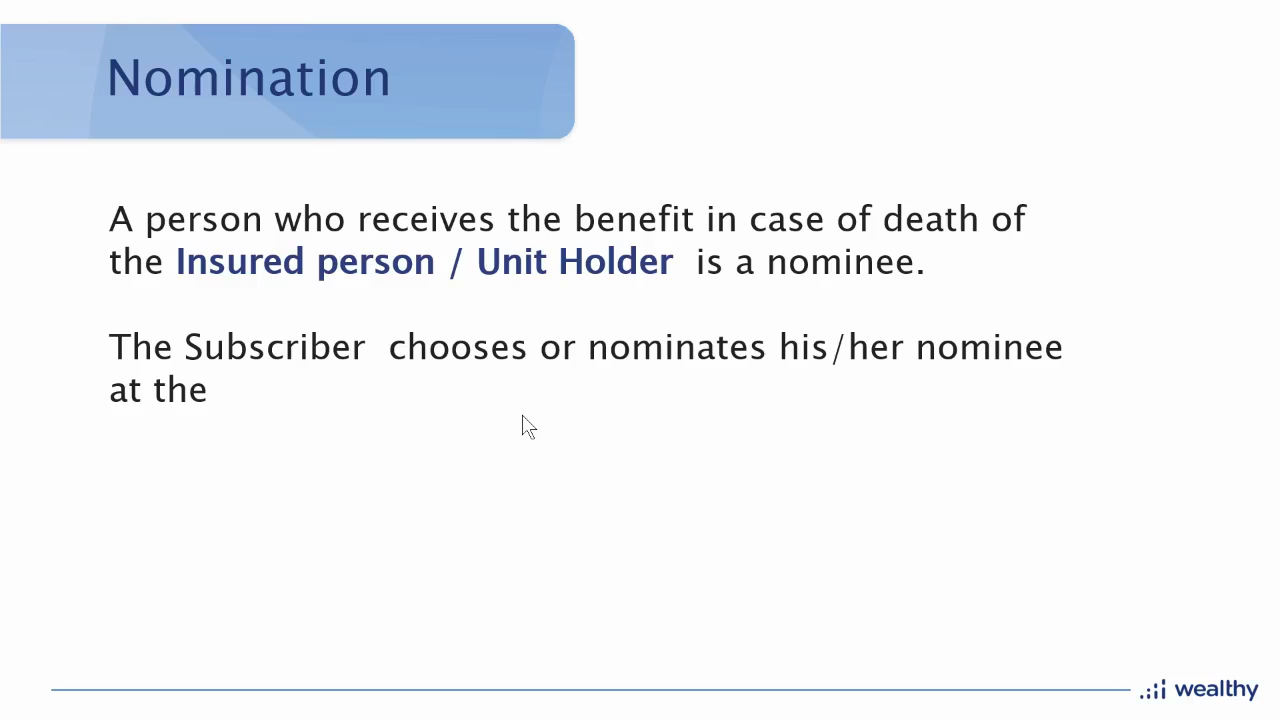 Nomination
A person who receives the benefit in case of death of
the Insured person / Unit Holder is a nominee.
The Subscriber chooses or nominates his/her nominee
at the
wealthy